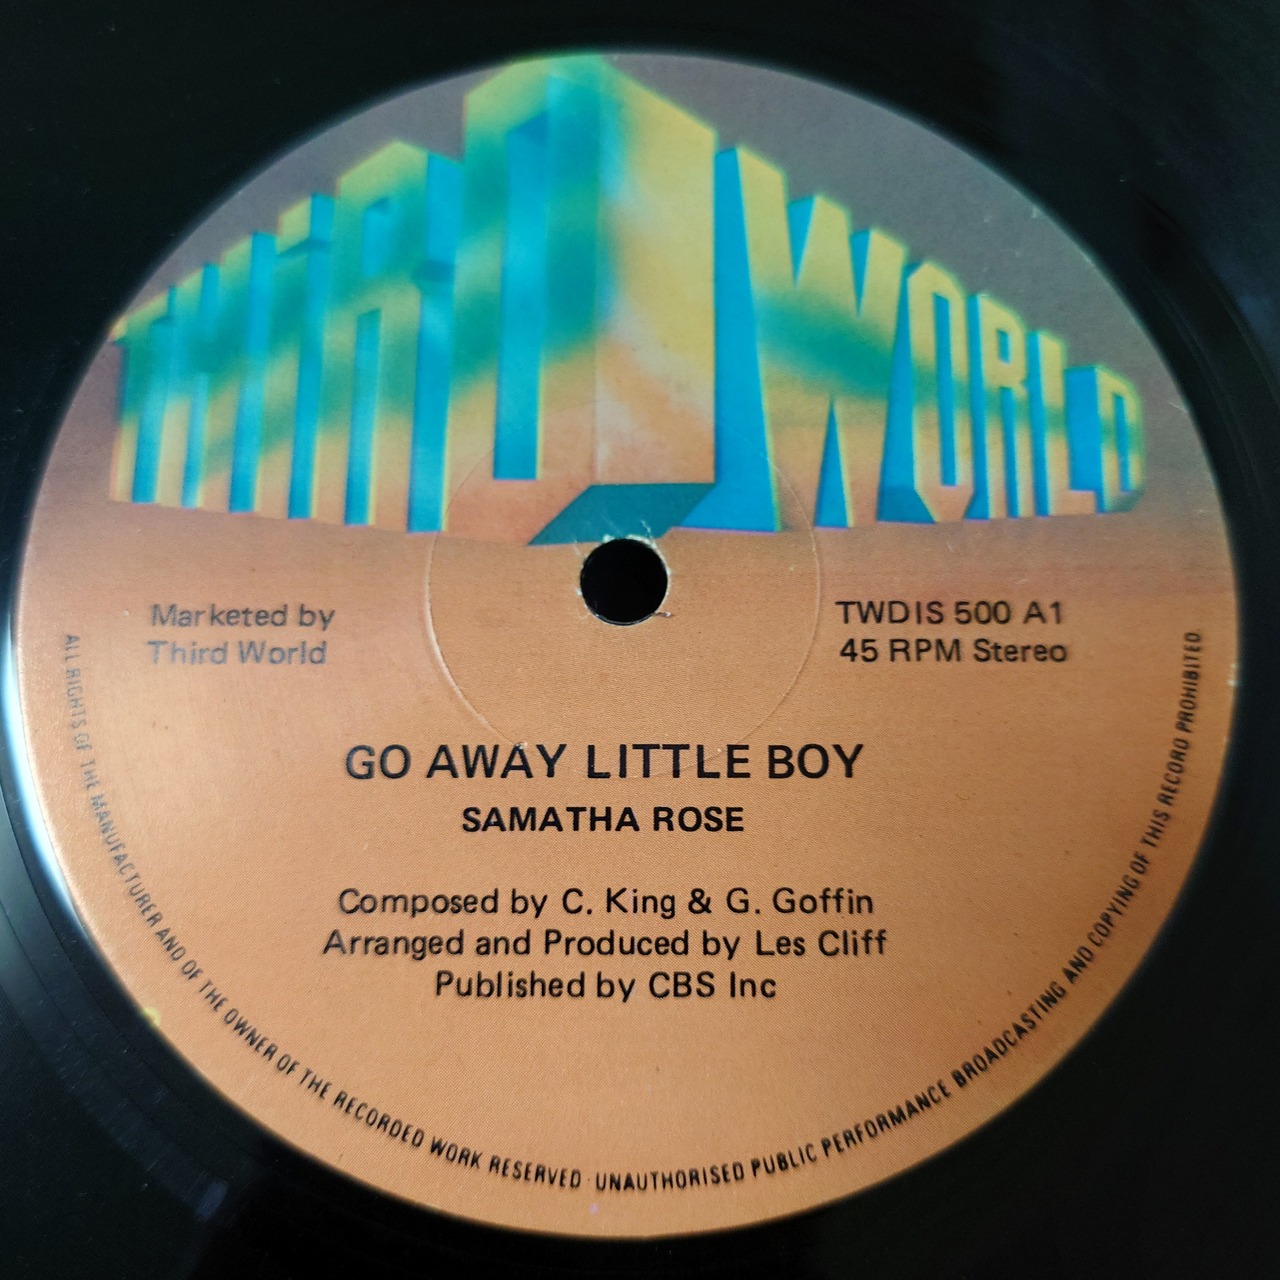 THIRD WORLD
Marketed by
Third World
TWDIS 500 A1
45 RPM Stereo
GO AWAY LITTLE BOY
SAMATHA ROSE
Composed by C. King & G. Goffin
Arranged and Produced by Les Cliff
Published by CBS Inc
ALL RIGHTS OF THE MANUFACTURER AND OF THE OWNER OF THE RECORDED WORK RESERVED · UNAUTHORISED PUBLIC PERFORMANCE BROADCASTING AND COPYING OF THIS RECORD PROHIBITED.